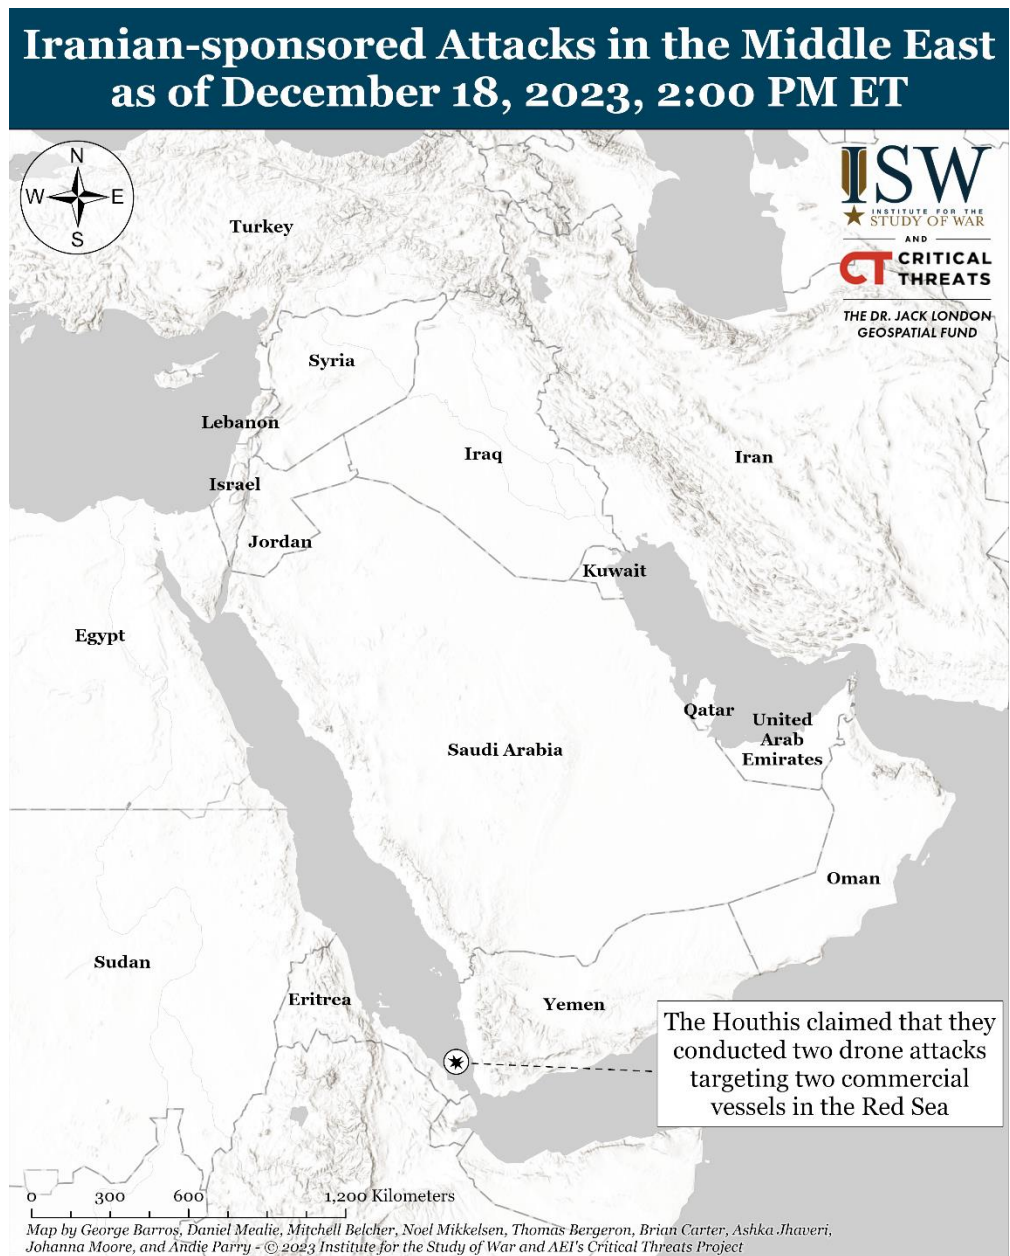 Iranian-sponsored Attacks in the Middle East
as of December 18, 2023, 2:00 PM ET
N
W
E
S
ISW
INSTITUTE FOR THE
STUDY OF WAR
AND
CT CRITICAL
THREATS
THE DR. JACK LONDON
GEOSPATIAL FUND
Turkey
Syria
Lebanon
Iraq
Iran
Israel
Jordan
Kuwait
Egypt
Qatar
United
Arab
Emirates
Saudi Arabia
Oman
Sudan
Eritrea
Yemen
The Houthis claimed that they
conducted two drone attacks
targeting two commercial
vessels in the Red Sea
0 300 600 1,200 Kilometers
Map by George Barros, Daniel Mealie, Mitchell Belcher, Noel Mikkelsen, Thomas Bergeron, Brian Carter, Ashka Jhaveri,
Johanna Moore, and Andie Parry - © 2023 Institute for the Study of War and AEI's Critical Threats Project